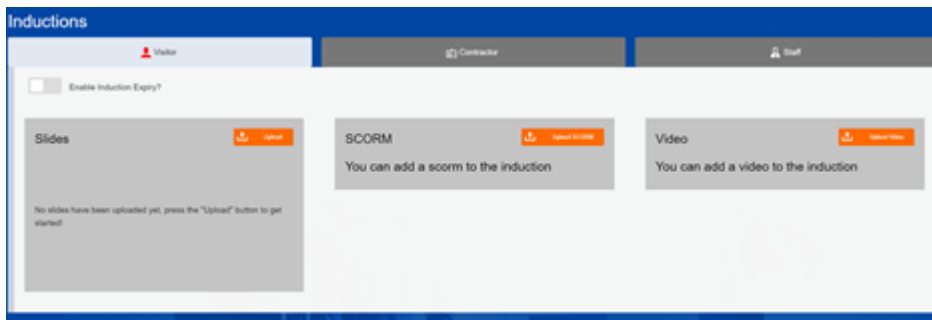 Inductions
Visitor
Contractor
Staff
Enable Induction Expiry?
Slides
Upload
SCORM
Upload SCORM
Video
Upload Video
You can add a scorm to the induction
You can add a video to the induction
No slides have been uploaded yet, press the "Upload" button to get
started!